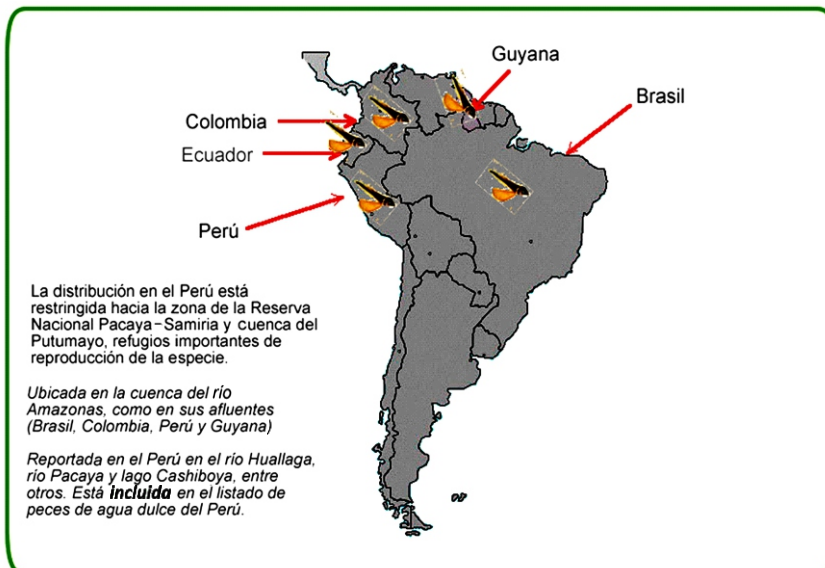 Guyana
Brasil
Colombia
Ecuador
Perú
La distribución en el Perú está
restringida hacia la zona de la Reserva
Nacional Pacaya-Samiria y cuenca del
Putumayo, refugios importantes de
reproducción de la especie.
Ubicada en la cuenca del río
Amazonas, como en sus afluentes
(Brasil, Colombia, Perú y Guyana)
Reportada en el Perú en el río Huallaga,
río Pacaya y lago Cashiboya, entre
otros. Está incluida en el listado de
peces de agua dulce del Perú.